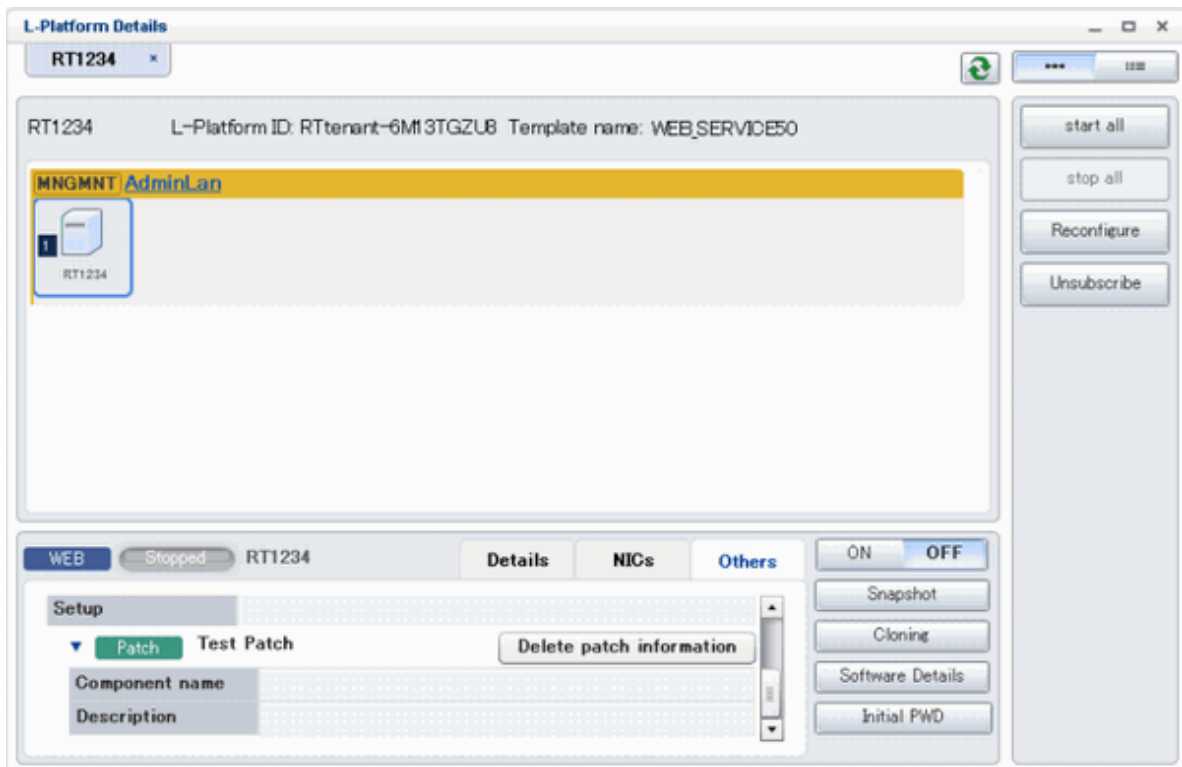 L-Platform Details
RT1234 ×
RT1234 L-Platform ID: RTtenant-6M13TGZU8 Template name: WEB_SERVICE50
start all
MNGMNT AdminLan
stop all
1
RT1234
Reconfigure
Unsubscribe
WEB Stopped RT1234 Details NICs Others
ON OFF
Setup
Snapshot
Patch Test Patch Delete patch information
Cloning
Component name
Software Details
Description
Initial PWD